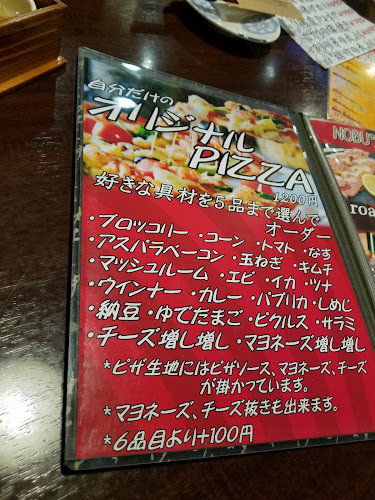 自分だけの
オリジナル
PIZZA
1200円
好きな具材を5品まで選んで
オーダー
・ブロッコリー ・コーン ・トマト ・なす
・アスパラベーコン ・玉ねぎ ・キムチ
・マッシュルーム ・エビ ・イカ ・ツナ
・ウインナー ・カレー ・パプリカ ・しめじ
・納豆 ・ゆでたまご ・ピクルス ・サラミ
・チーズ増し増し ・マヨネーズ増し増し
*ピザ生地にはピザソース、マヨネーズ、チーズ
が掛かっています。
*マヨネーズ、チーズ抜きも出来ます。
*6品目より+100円
NOBU
roa